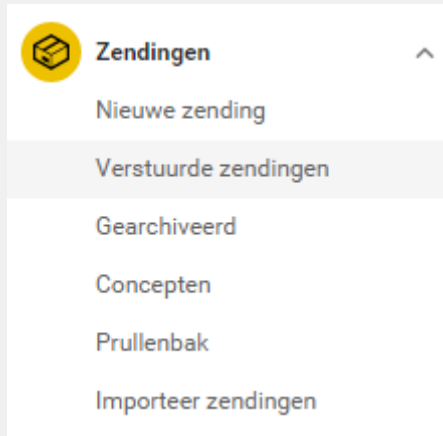 Zendingen
Nieuwe zending
Verstuurde zendingen
Gearchiveerd
Concepten
Prullenbak
Importeer zendingen